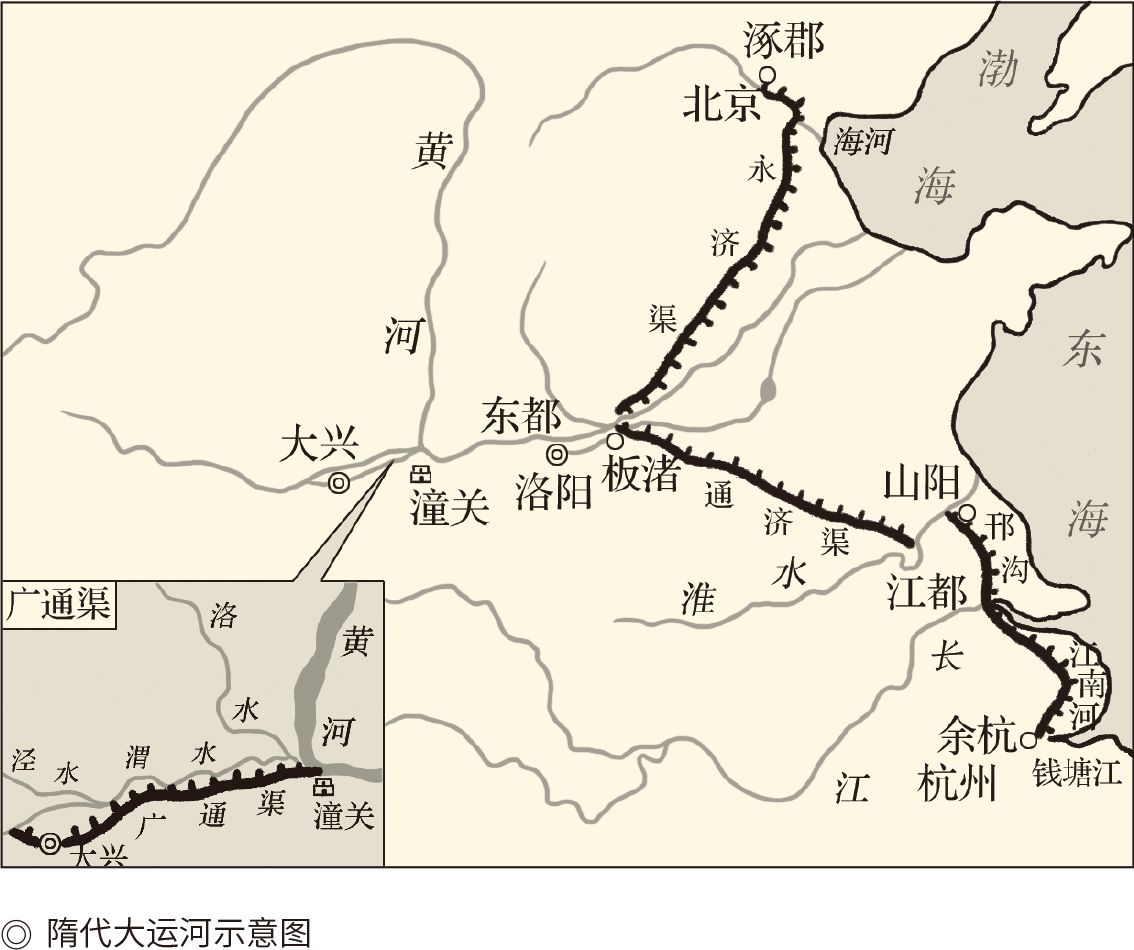 涿郡
北京
渤海
海河
黄河
永济渠
东海
东都
大兴
洛阳
板渚
潼关
通济渠
山阳
邗沟
淮水
江都
长江
江南河
余杭
杭州
钱塘江
广通渠
洛水
黄河
泾水
渭水
广通渠
潼关
大兴
◎ 隋代大运河示意图